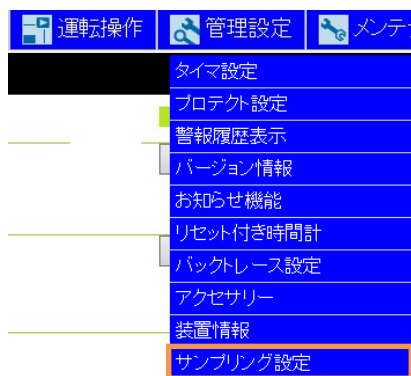 運転操作 管理設定 メンテ
タイマ設定
プロテクト設定
警報履歴表示
バージョン情報
お知らせ機能
リセット付き時間計
バックトレース設定
アクセサリー
装置情報
サンプリング設定